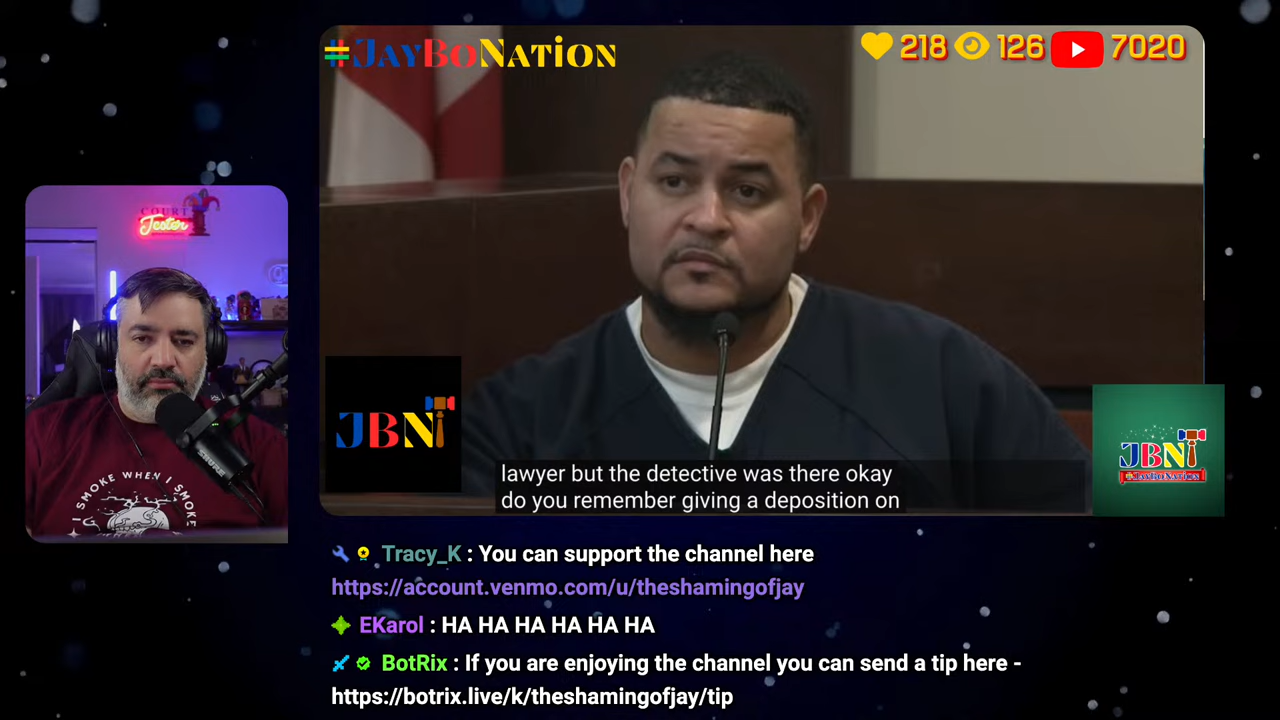 #JayBoNation
218 126 7020
COURT
Jester
I SMOKE WHEN I SMOKE
JBN
lawyer but the detective was there okay
do you remember giving a deposition on
JBN
#JayBoNation
Tracy_K : You can support the channel here
https://account.venmo.com/u/theshamingofjay
EKarol : HA HA HA HA HA HA
BotRix : If you are enjoying the channel you can send a tip here -
https://botrix.live/k/theshamingofjay/tip